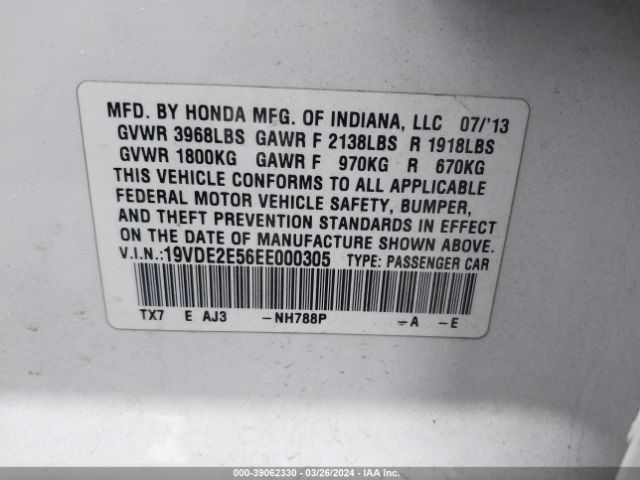 MFD. BY HONDA MFG. OF INDIANA, LLC 07/'13
GVWR 3968LBS GAWR F 2138LBS R 1918LBS
GVWR 1800KG GAWR F 970KG R 670KG
THIS VEHICLE CONFORMS TO ALL APPLICABLE
FEDERAL MOTOR VEHICLE SAFETY, BUMPER,
AND THEFT PREVENTION STANDARDS IN EFFECT
ON THE DATE OF MANUFACTURE SHOWN ABOVE.
V.I.N.:19VDE2E56EE000305 TYPE: PASSENGER CAR
TX7 E AJ3 -NH788P -A -E
000-39062330 | 03/26/2024 | IAA Inc.